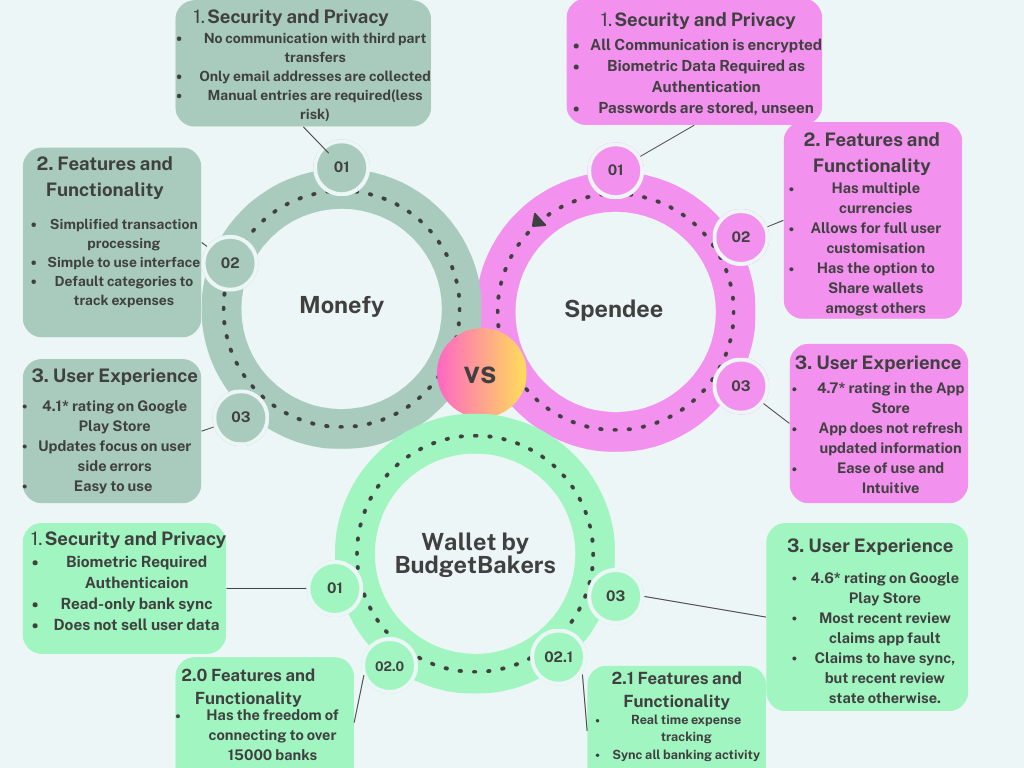 1. Security and Privacy
• No communication with third part
transfers
• Only email addresses are collected
• Manual entries are required(less
risk)
01
2. Features and
Functionality
• Simplified transaction
processing
• Simple to use interface
• Default categories to
track expenses
02
3. User Experience
• 4.1* rating on Google
Play Store
• Updates focus on user
side errors
• Easy to use
03
Monefy
1. Security and Privacy
• All Communication is encrypted
• Biometric Data Required as
Authentication
• Passwords are stored, unseen
01
2. Features and
Functionality
• Has multiple
currencies
• Allows for full user
customisation
• Has the option to
Share wallets
amogst others
02
3. User Experience
• 4.7* rating in the App
Store
• App does not refresh
updated information
• Ease of use and
Intuitive
03
Spendee
VS
Wallet by
BudgetBakers
1. Security and Privacy
• Biometric Required
Authenticaion
• Read-only bank sync
• Does not sell user data
01
2.0 Features and
Functionality
• Has the freedom of
connecting to over
15000 banks
02.0
2.1 Features and
Functionality
• Real time expense
tracking
• Sync all banking activity
02.1
3. User Experience
• 4.6* rating on Google
Play Store
• Most recent review
claims app fault
• Claims to have sync,
but recent review
state otherwise.
03